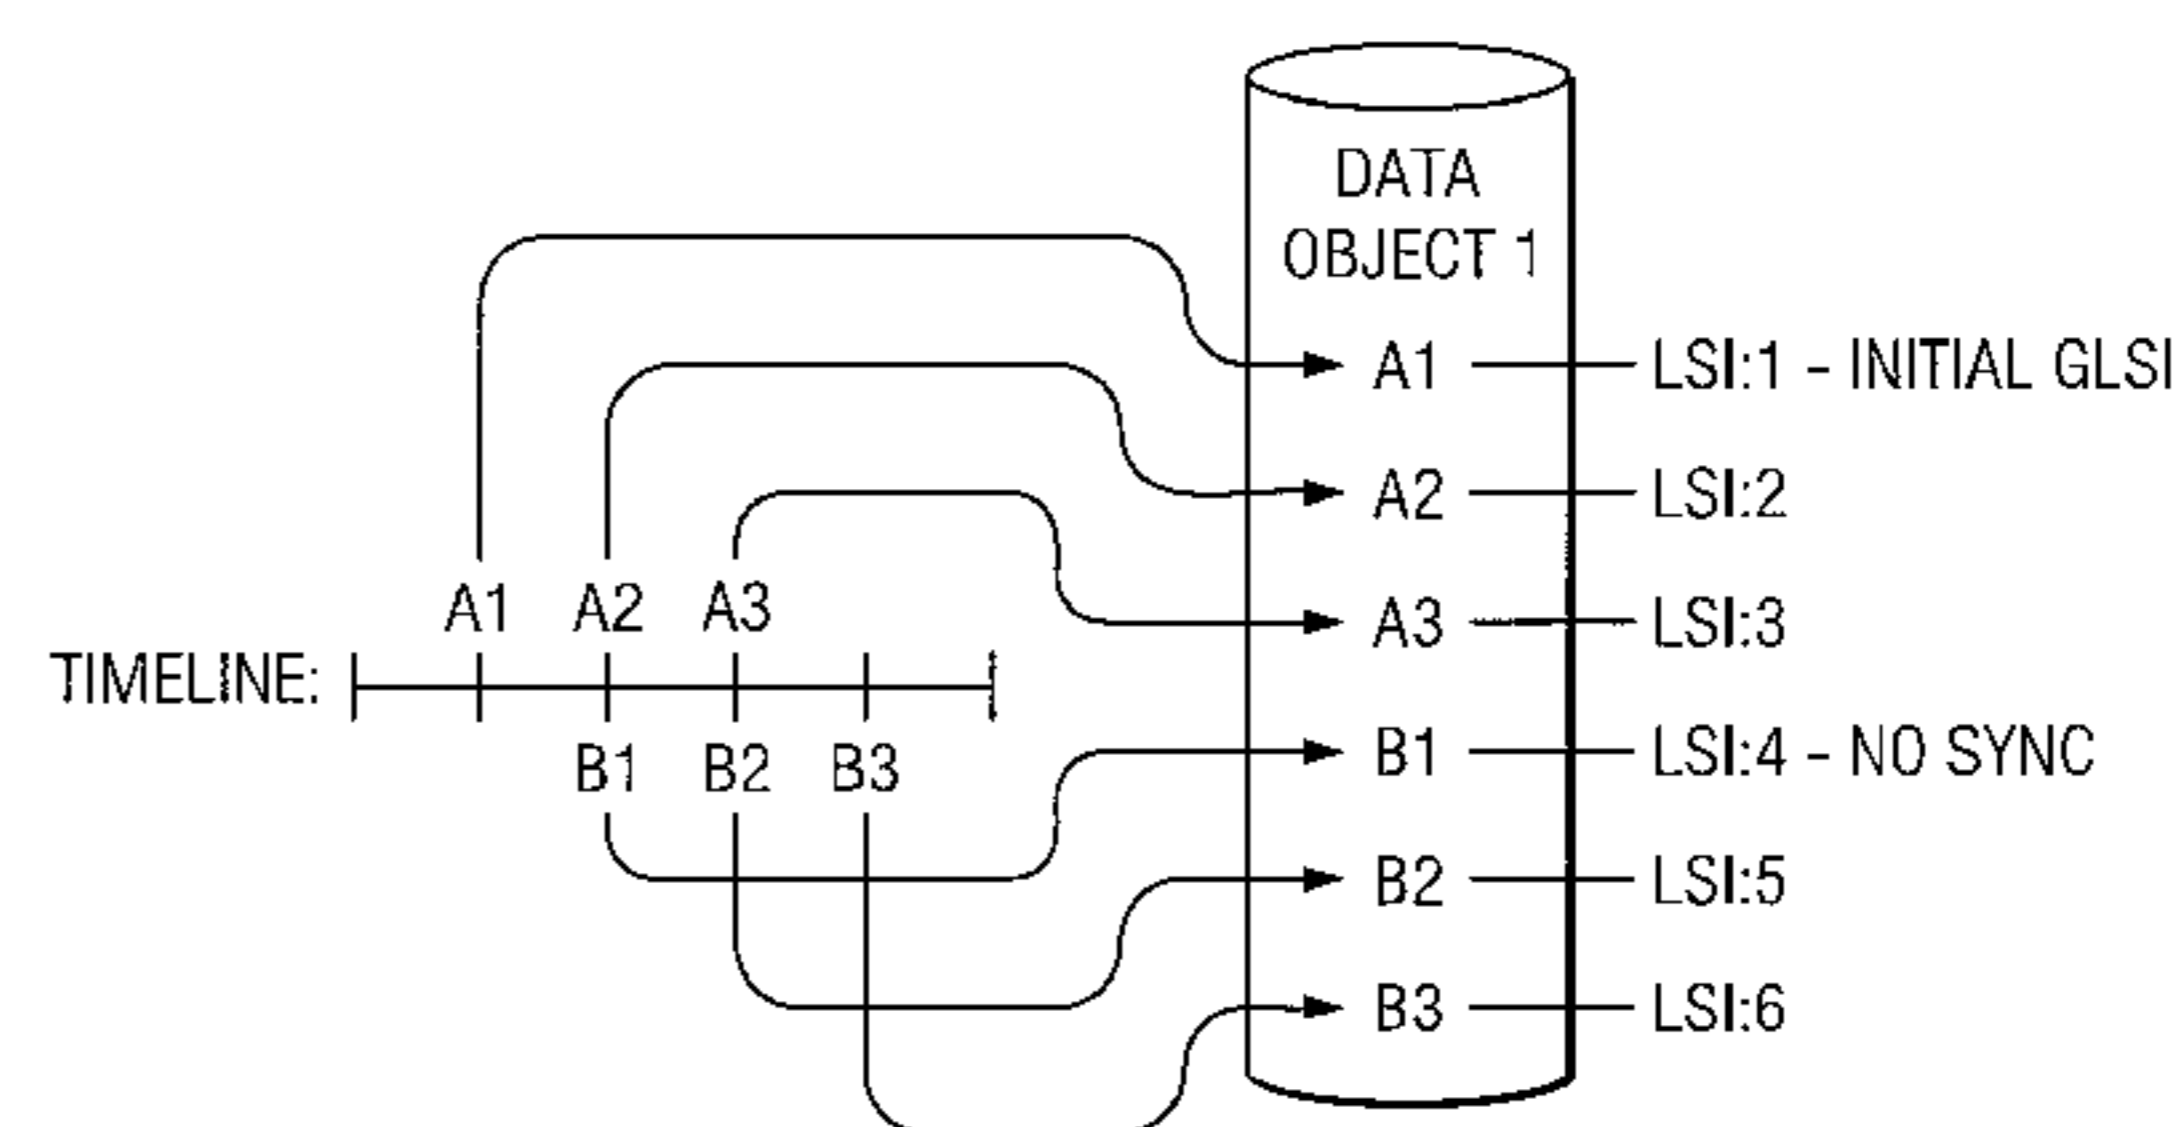 DATA
OBJECT 1
A1 LSI:1 - INITIAL GLSI
A2 LSI:2
A1 A2 A3
A3 LSI:3
TIMELINE:
B1 B2 B3
B1 LSI:4 - NO SYNC
B2 LSI:5
B3 LSI:6